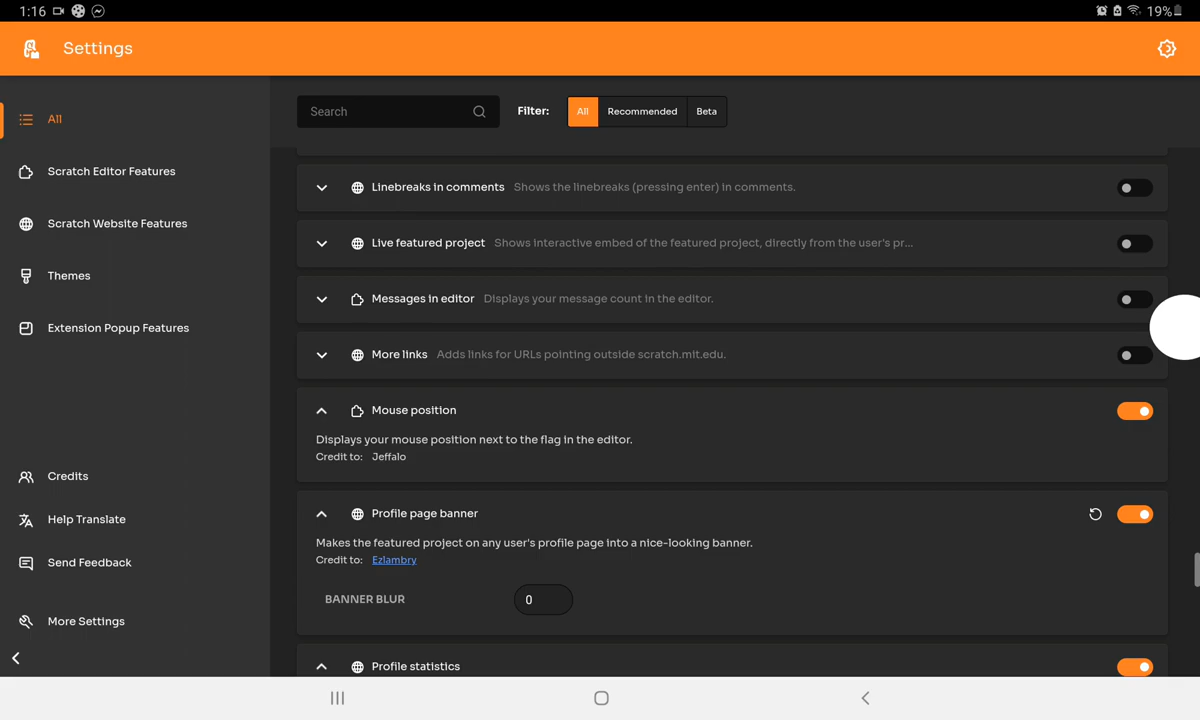 1:16
19%
Settings
Search
Filter:
All
Recommended
Beta
All
Scratch Editor Features
Scratch Website Features
Themes
Extension Popup Features
Credits
Help Translate
Send Feedback
More Settings
Linebreaks in comments Shows the linebreaks (pressing enter) in comments.
Live featured project Shows interactive embed of the featured project, directly from the user's pr...
Messages in editor Displays your message count in the editor.
More links Adds links for URLs pointing outside scratch.mit.edu.
Mouse position
Displays your mouse position next to the flag in the editor.
Credit to: Jeffalo
Profile page banner
Makes the featured project on any user's profile page into a nice-looking banner.
Credit to: Ezlambry
BANNER BLUR 0
Profile statistics